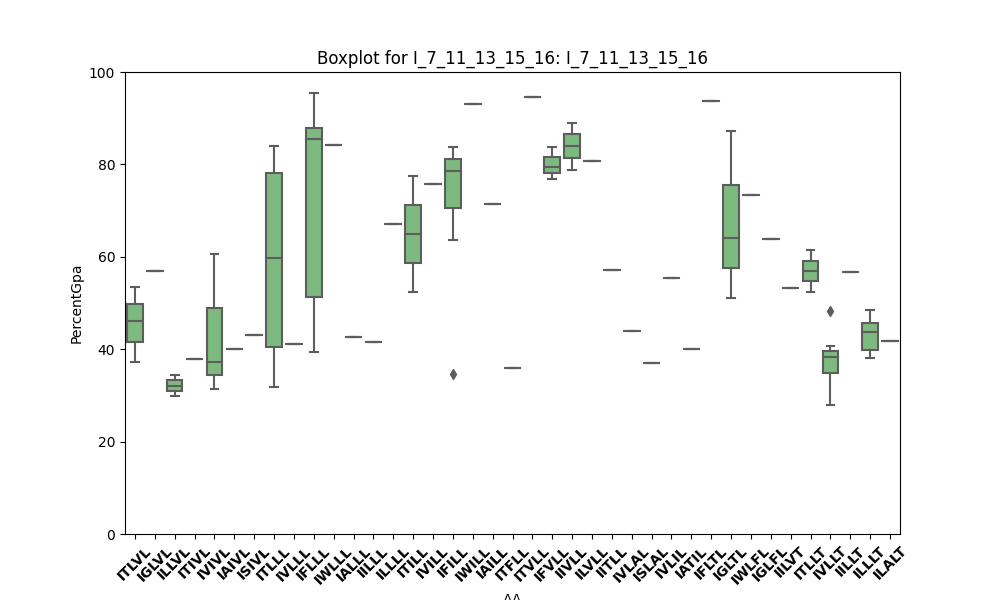 Boxplot for I_7_11_13_15_16: I_7_11_13_15_16
PercentGpa
100
80
60
40
20
0
ITLVL
IGLVL
ILLVL
ITIVL
IVIVL
IAIVL
ISIVL
ITLLL
IVLLL
IFLLL
IWLLL
IALLL
IILLL
ILLLL
ITILL
IVILL
IFILL
IWILL
IAILL
ITFLL
ITVLL
IFVLL
IIVLL
ILVLL
IITLL
IVLAL
ISLAL
IVLIL
IATIL
IFLTL
IGLTL
IWLFL
IGLFL
IILVT
ITLLT
IVLLT
IILLT
ILLLT
ILALT
AA